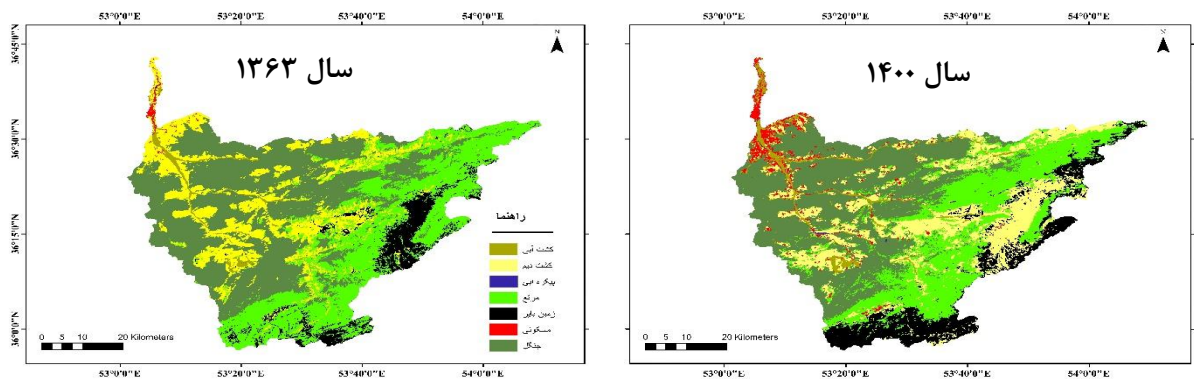 53°0'0"E 53°20'0"E 53°40'0"E 54°0'0"E
36°45'0"N
36°30'0"N
36°15'0"N
36°0'0"N
N
سال ۱۳۶۳
راهنما
کشت آبی
کشت دیم
پیکره آبی
مرتع
زمین بایر
مسکونی
جنگل
0 5 10 20 Kilometers
53°0'0"E 53°20'0"E 53°40'0"E 54°0'0"E
53°0'0"E 53°20'0"E 53°40'0"E 54°0'0"E
N
سال ۱۴۰۰
0 5 10 20 Kilometers
53°0'0"E 53°20'0"E 53°40'0"E 54°0'0"E